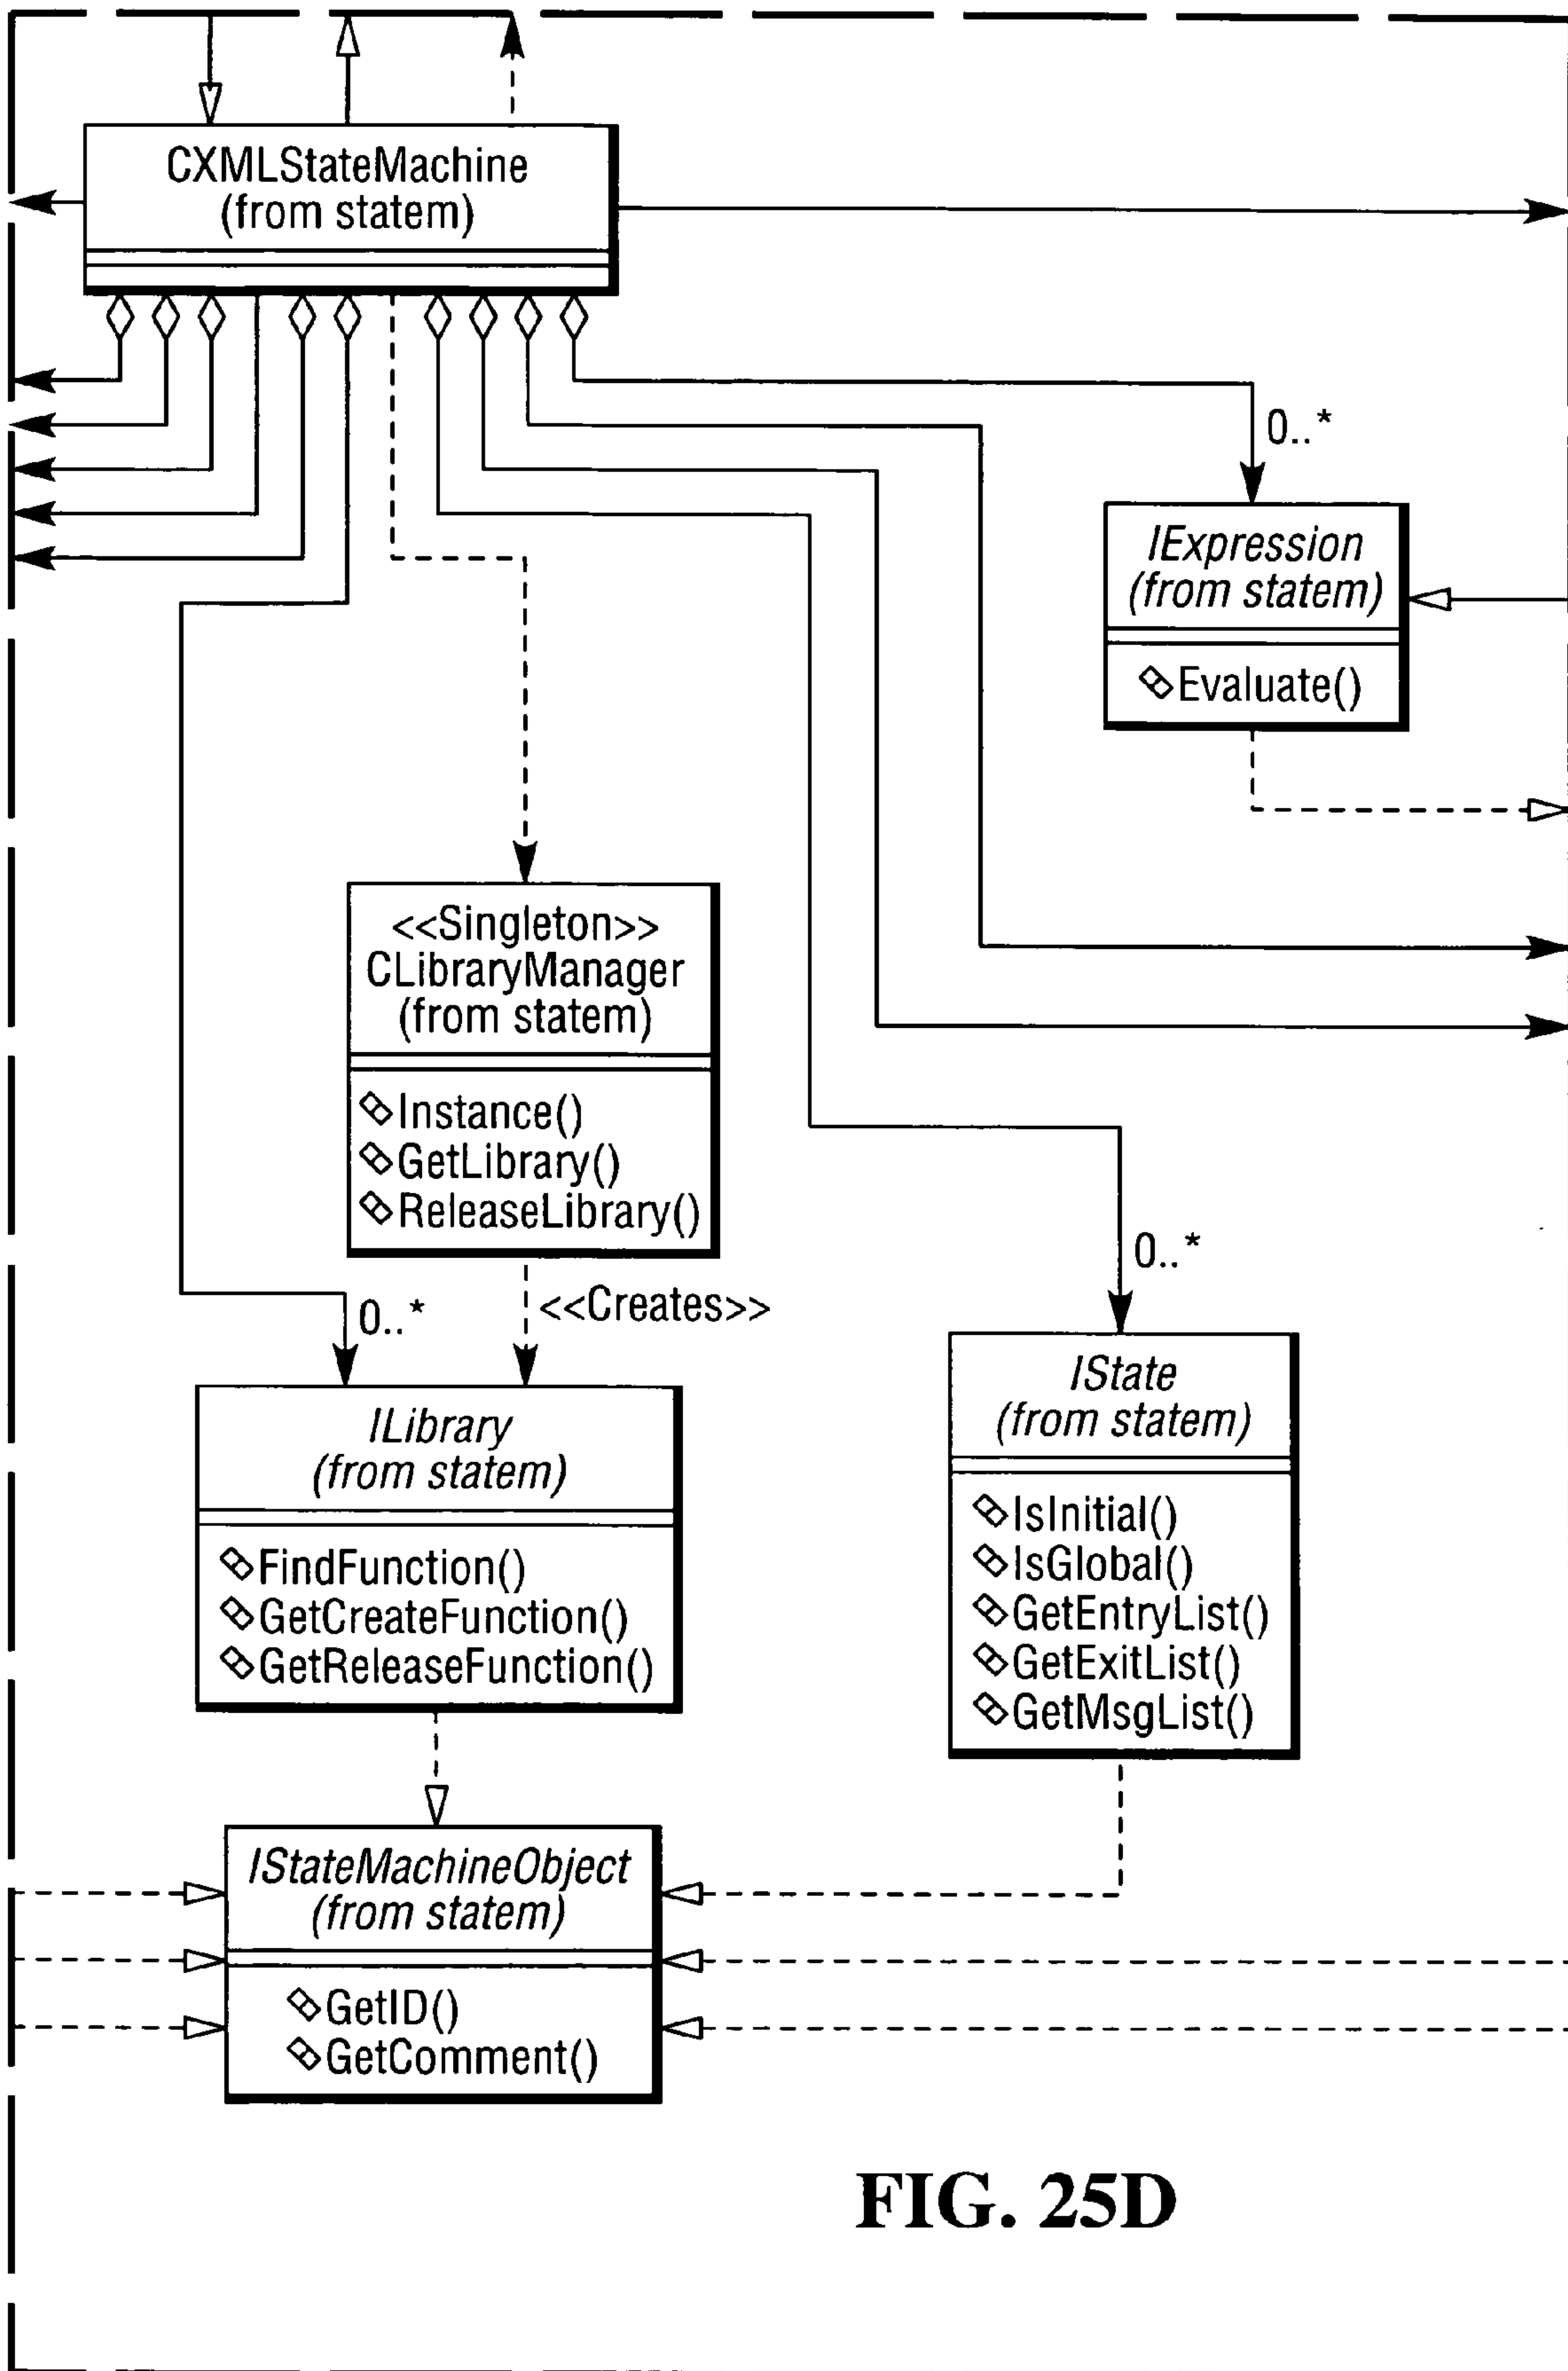 CXMLStateMachine
(from statem)
0..*
IExpression
(from statem)
Evaluate()
<<Singleton>>
CLibraryManager
(from statem)
Instance()
GetLibrary()
ReleaseLibrary()
0..*
<<Creates>>
0..*
ILibrary
(from statem)
FindFunction()
GetCreateFunction()
GetReleaseFunction()
IState
(from statem)
IsInitial()
IsGlobal()
GetEntryList()
GetExitList()
GetMsgList()
IStateMachineObject
(from statem)
GetID()
GetComment()
FIG. 25D